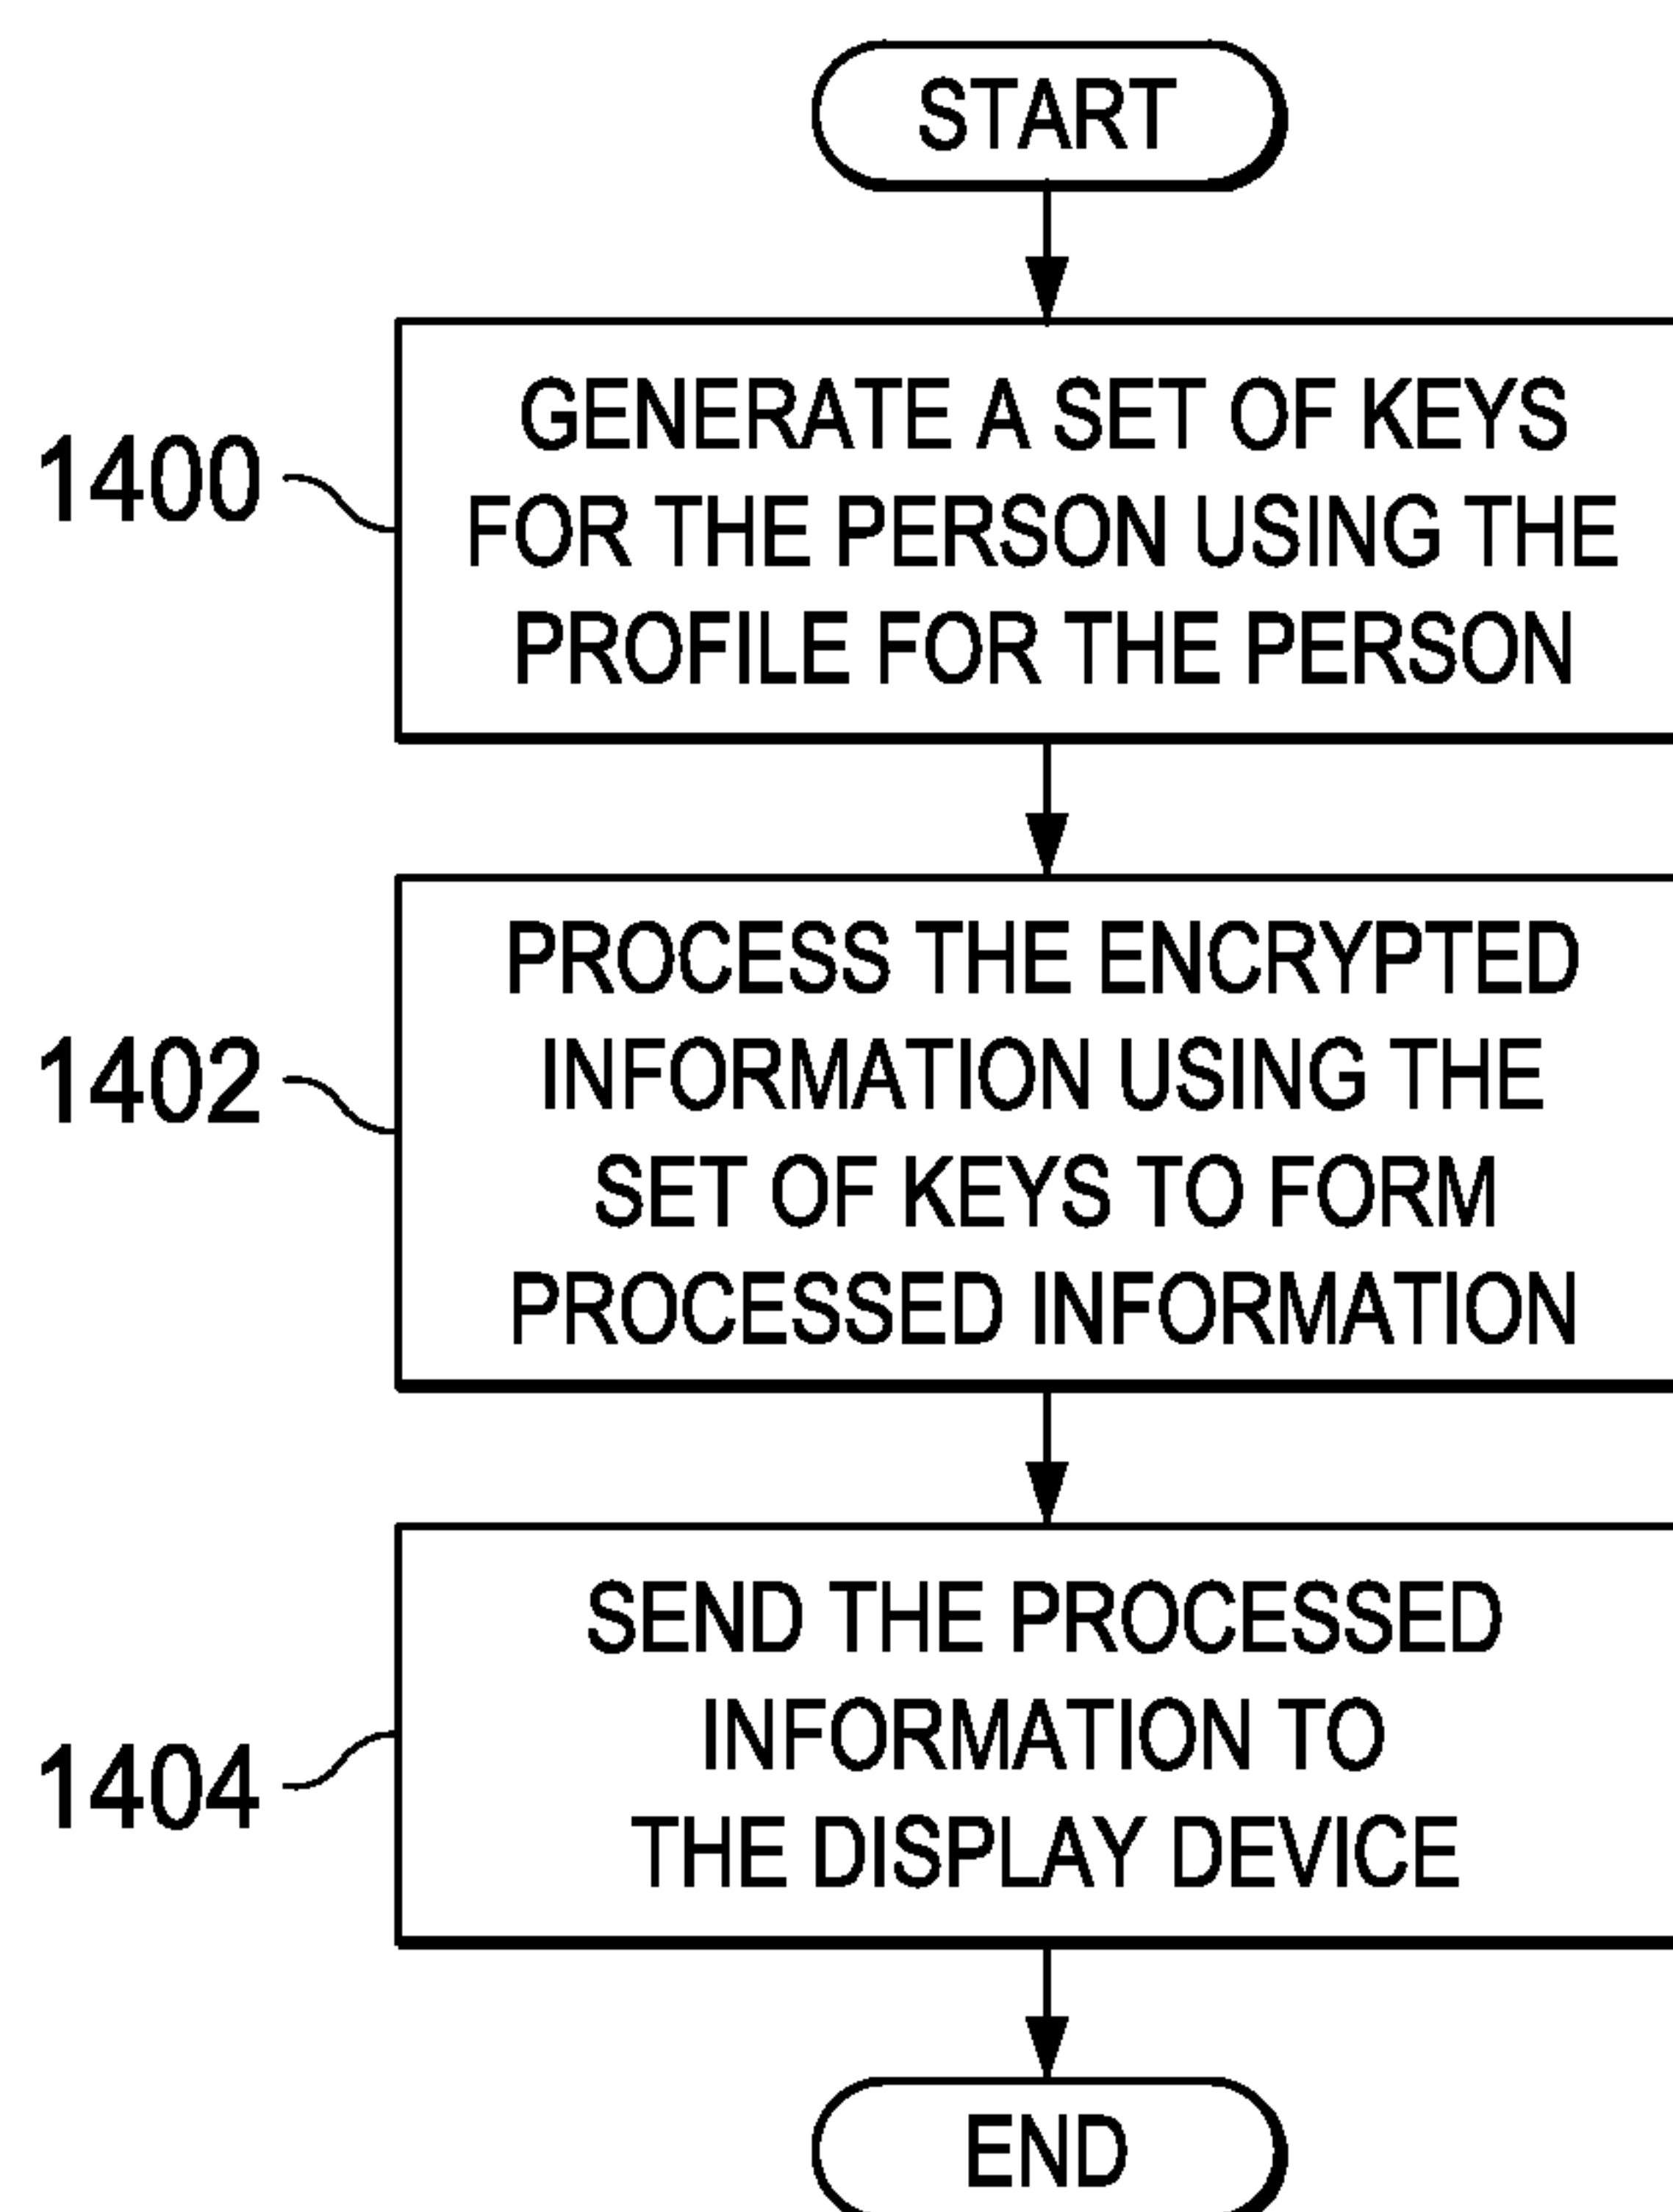 START
GENERATE A SET OF KEYS
FOR THE PERSON USING THE
PROFILE FOR THE PERSON
1400
PROCESS THE ENCRYPTED
INFORMATION USING THE
SET OF KEYS TO FORM
PROCESSED INFORMATION
1402
SEND THE PROCESSED
INFORMATION TO
THE DISPLAY DEVICE
1404
END